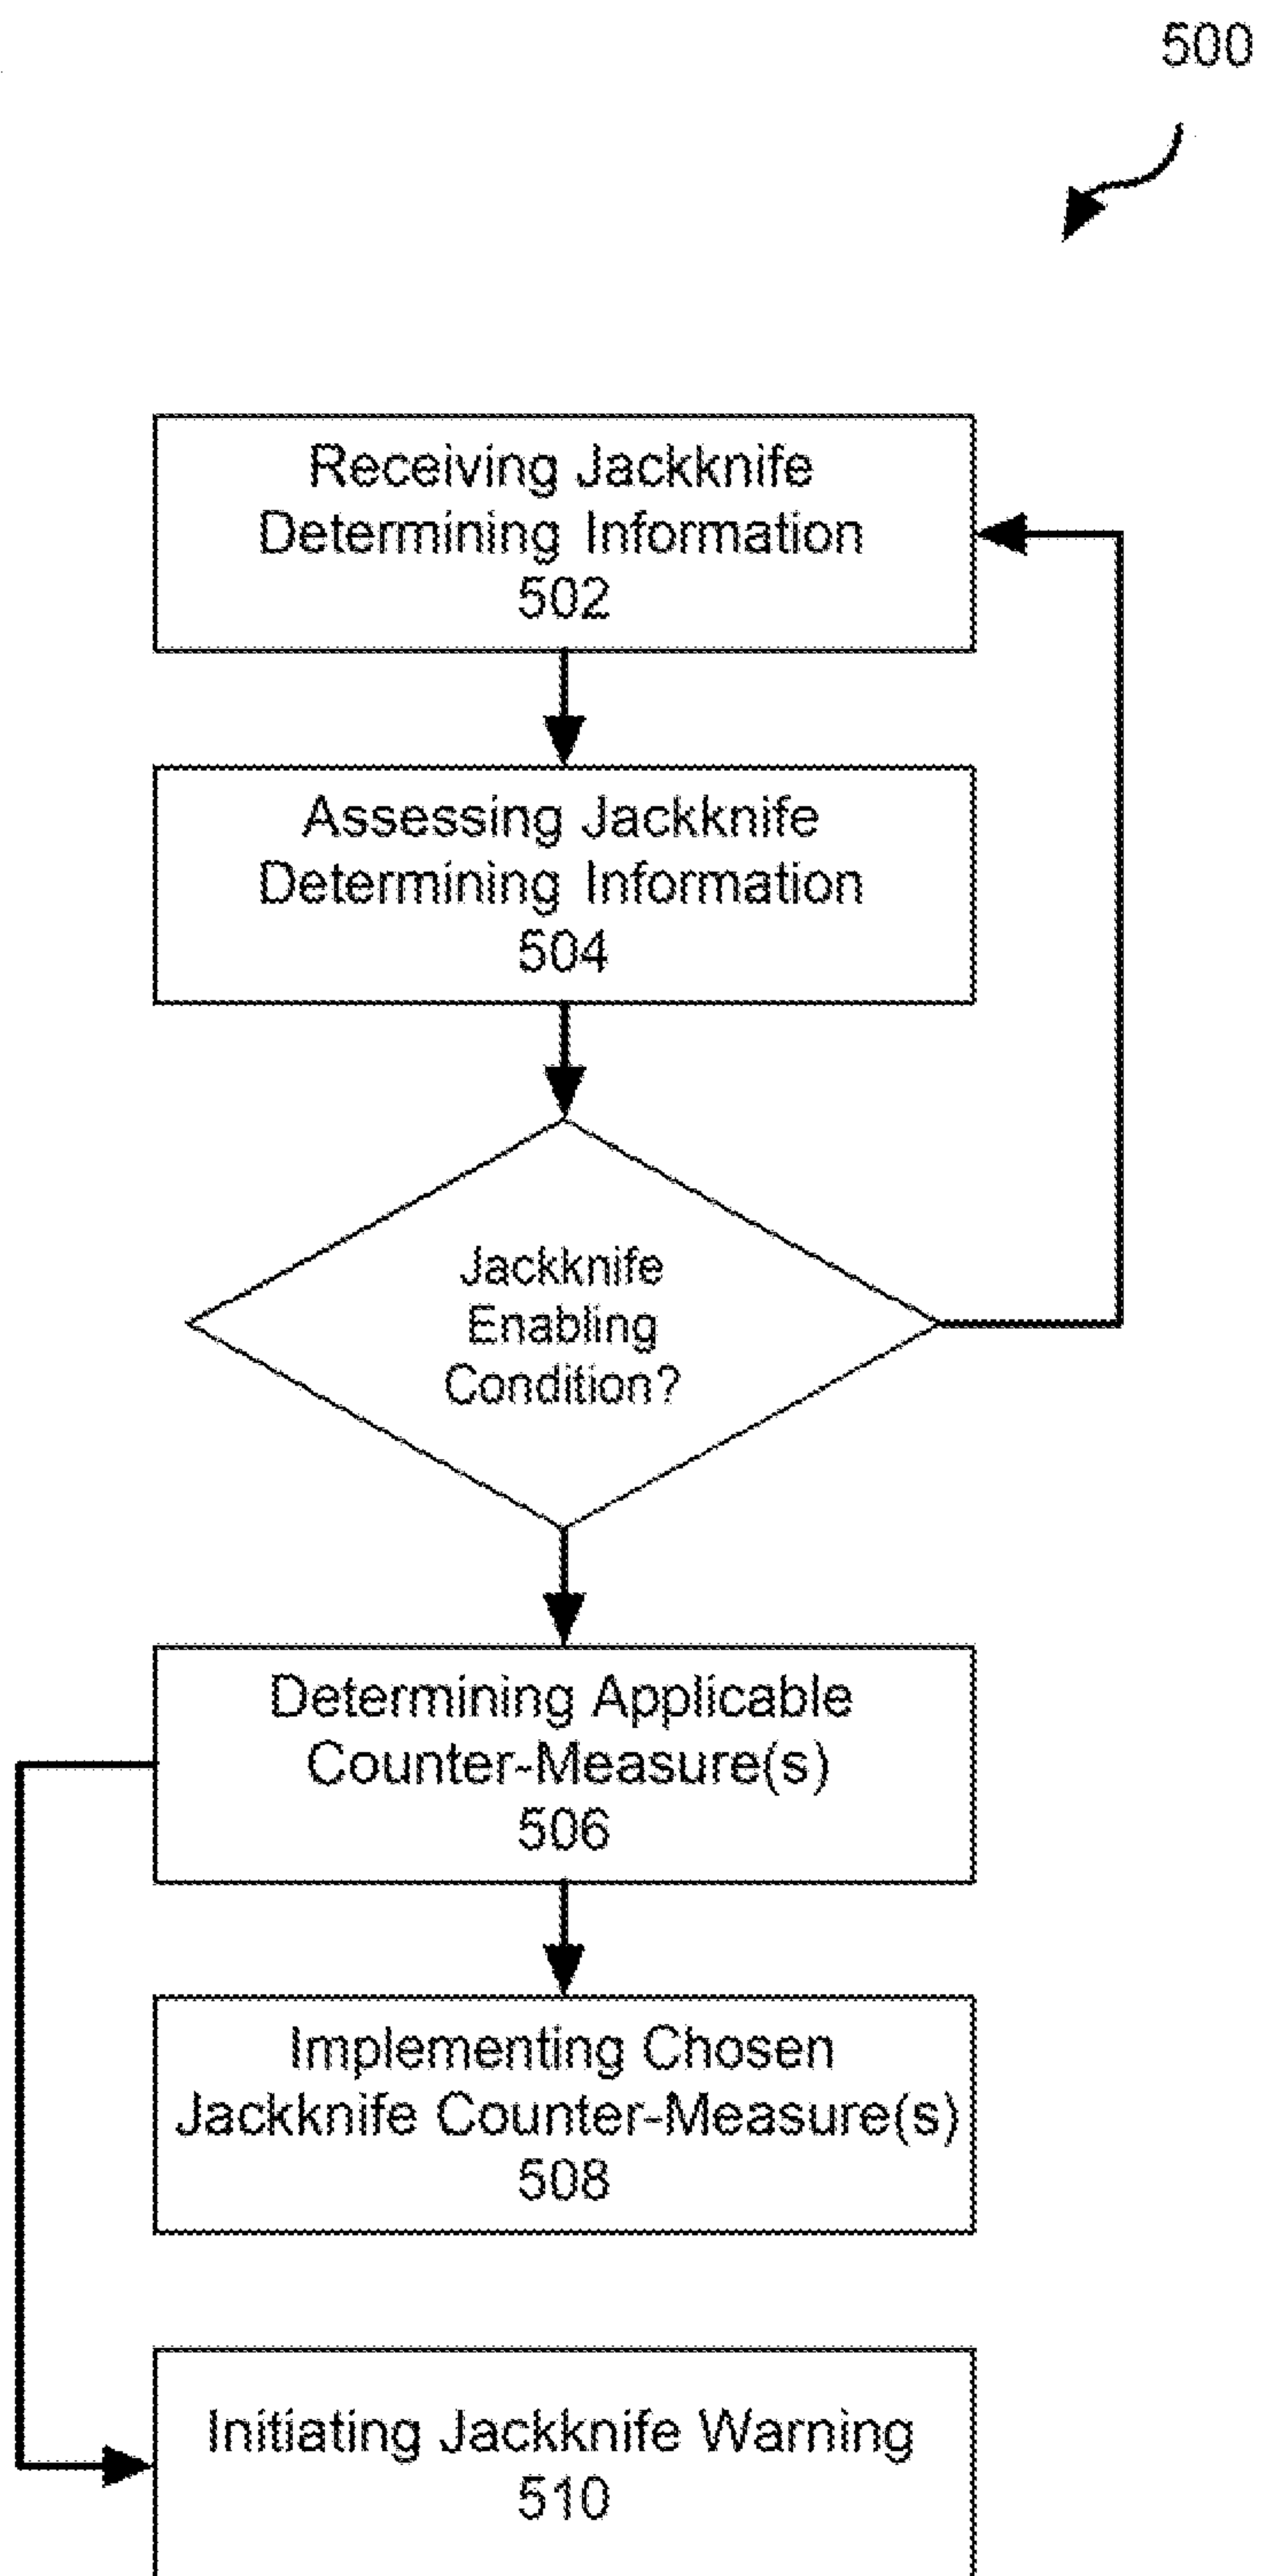 500
Receiving Jackknife
Determining Information
502
Assessing Jackknife
Determining Information
504
Jackknife
Enabling
Condition?
Determining Applicable
Counter-Measure(s)
506
Implementing Chosen
Jackknife Counter-Measure(s)
508
Initiating Jackknife Warning
510